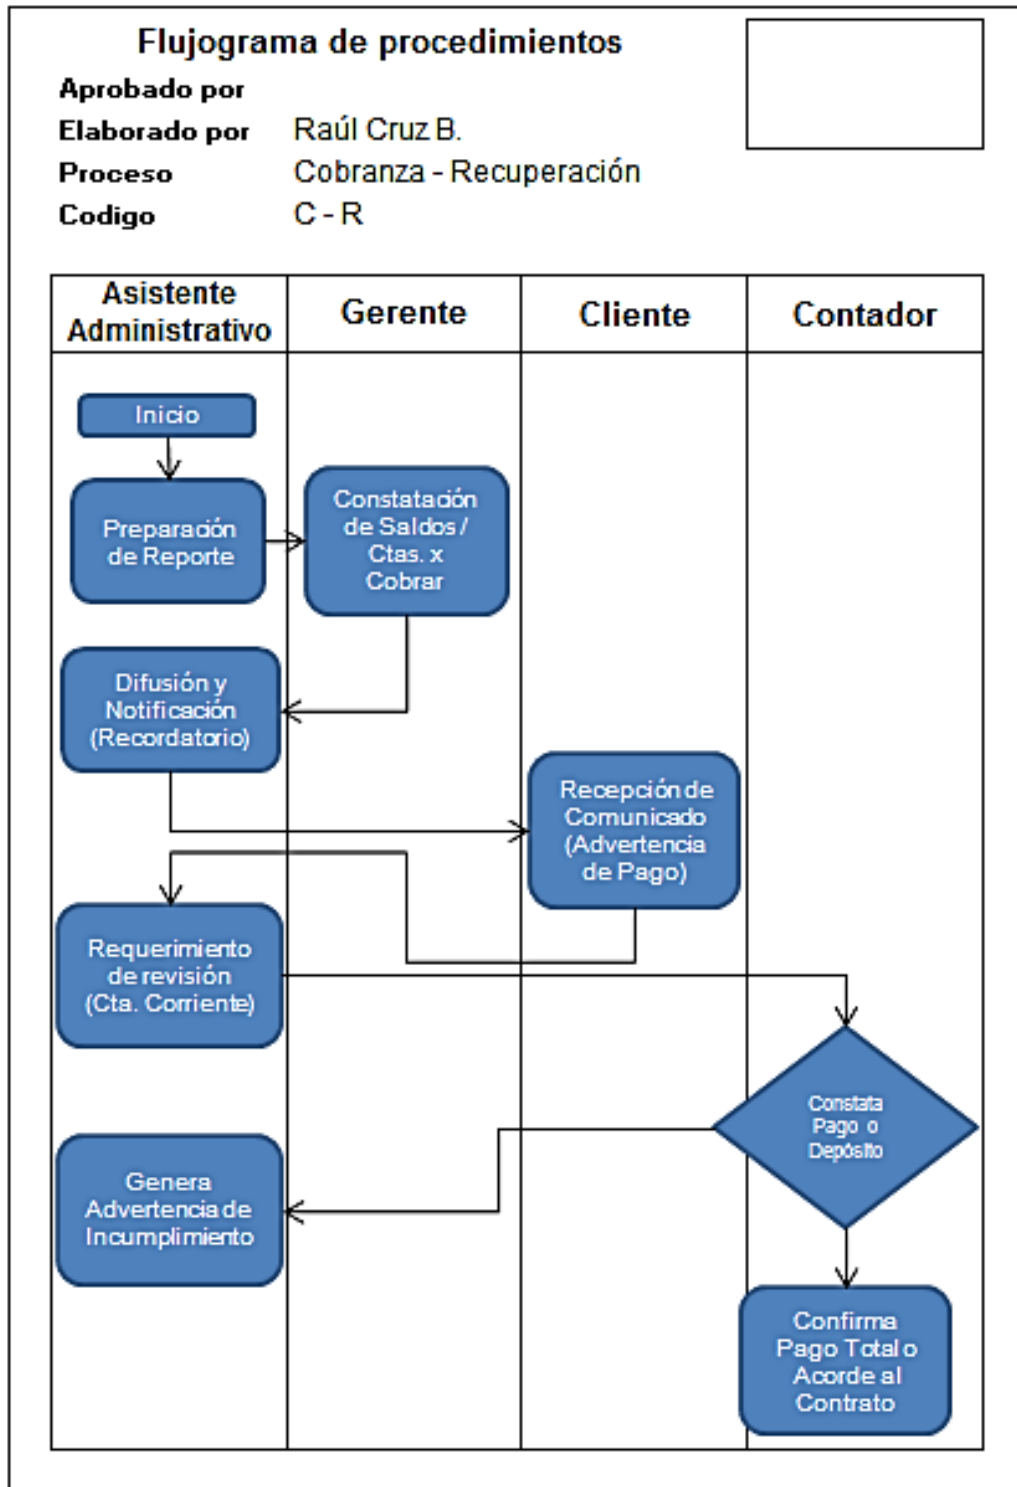 Flujograma de procedimientos
Aprobado por
Elaborado por Raúl Cruz B.
Proceso Cobranza - Recuperación
Codigo C - R
Asistente
Administrativo
Gerente
Cliente
Contador
Inicio
Preparación
de Reporte
Constatación
de Saldos /
Ctas. x
Cobrar
Difusión y
Notificación
(Recordatorio)
Recepción de
Comunicado
(Advertencia
de Pago)
Requerimiento
de revisión
(Cta. Corriente)
Constata
Pago o
Depósito
Genera
Advertencia de
Incumplimiento
Confirma
Pago Total o
Acorde al
Contrato